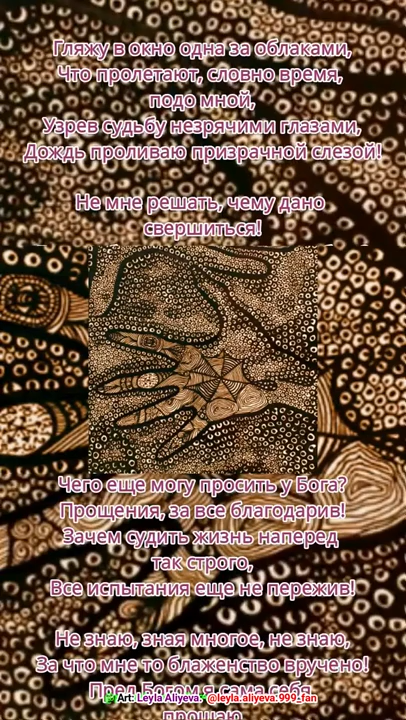 Гляжу в окно одна за облаками,
Что пролетают, словно время,
подо мной,
Узрев судьбу незрячими глазами,
Дождь проливаю призрачной слезой!
Не мне решать, чему дано
свершиться!
Чего еще могу просить у Бога?
Прощения, за все благодарив!
Зачем судить жизнь наперед
так строго,
Все испытания еще не пережив!
Не знаю, зная многое, не знаю,
За что мне то блаженство вручено!
Пред Богом я сама себя
Art: Leyla Aliyeva @leyla.aliyeva.999_fan
прощаю